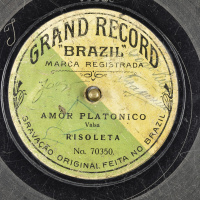 GRAND RECORD
"BRAZIL"
MARCA REGISTRADA
AMOR PLATONICO
Valsa
RISOLETA
No. 70350
GRAVAÇÃO ORIGINAL FEITA NO BRAZIL